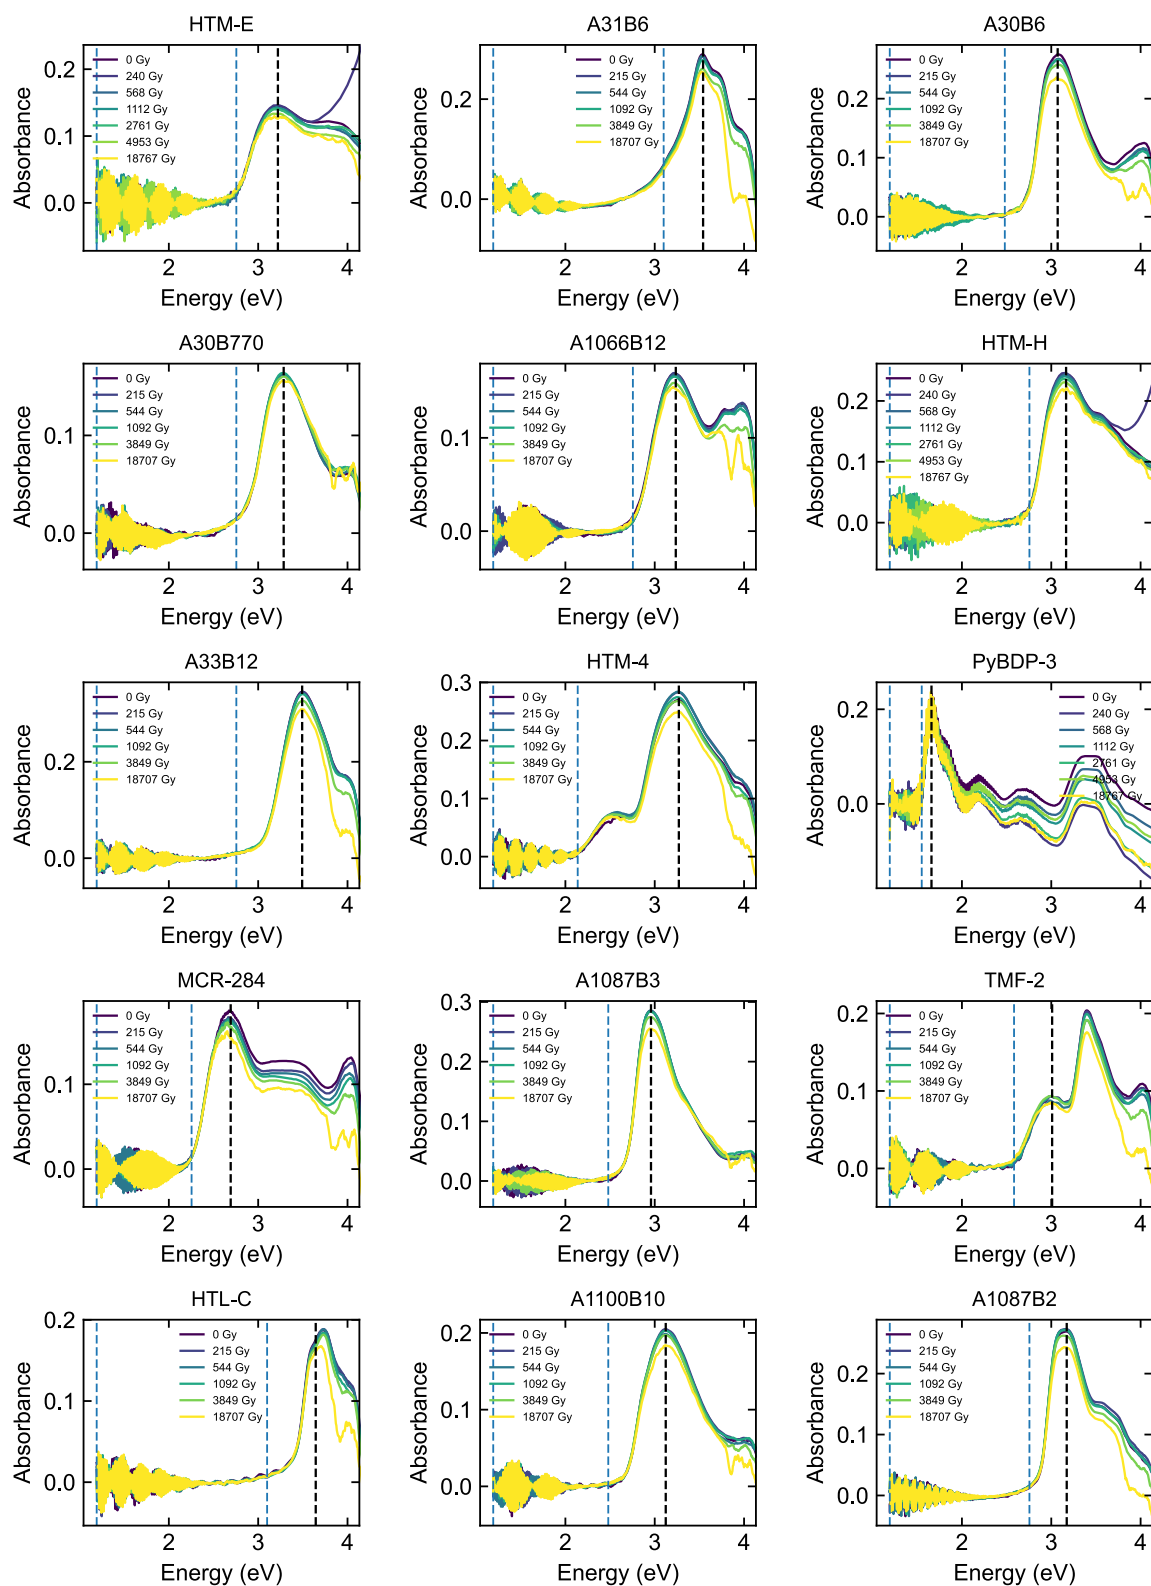 HTM-E
A31B6
A30B6
Absorbance
0.2
0.1
0.0
0 Gy
240 Gy
568 Gy
1112 Gy
2761 Gy
4953 Gy
18767 Gy
2 3 4
Energy (eV)
Absorbance
0.2
0.0
0 Gy
215 Gy
544 Gy
1092 Gy
3849 Gy
18707 Gy
2 3 4
Energy (eV)
Absorbance
0.2
0.1
0.0
0 Gy
215 Gy
544 Gy
1092 Gy
3849 Gy
18707 Gy
2 3 4
Energy (eV)
A30B770
A1066B12
HTM-H
Absorbance
0.1
0.0
0 Gy
215 Gy
544 Gy
1092 Gy
3849 Gy
18707 Gy
2 3 4
Energy (eV)
Absorbance
0.1
0.0
0 Gy
215 Gy
544 Gy
1092 Gy
3849 Gy
18707 Gy
2 3 4
Energy (eV)
Absorbance
0.2
0.1
0.0
0 Gy
240 Gy
568 Gy
1112 Gy
2761 Gy
4953 Gy
18767 Gy
2 3 4
Energy (eV)
A33B12
HTM-4
PyBDP-3
Absorbance
0.2
0.0
0 Gy
215 Gy
544 Gy
1092 Gy
3849 Gy
18707 Gy
2 3 4
Energy (eV)
Absorbance
0.3
0.2
0.1
0.0
0 Gy
215 Gy
544 Gy
1092 Gy
3849 Gy
18707 Gy
2 3 4
Energy (eV)
Absorbance
0.2
0.0
0 Gy
240 Gy
568 Gy
1112 Gy
2761 Gy
4953 Gy
18767 Gy
2 3 4
Energy (eV)
MCR-284
A1087B3
TMF-2
Absorbance
0.1
0.0
0 Gy
215 Gy
544 Gy
1092 Gy
3849 Gy
18707 Gy
2 3 4
Energy (eV)
Absorbance
0.3
0.2
0.1
0.0
0 Gy
215 Gy
544 Gy
1092 Gy
3849 Gy
18707 Gy
2 3 4
Energy (eV)
Absorbance
0.2
0.1
0.0
0 Gy
215 Gy
544 Gy
1092 Gy
3849 Gy
18707 Gy
2 3 4
Energy (eV)
HTL-C
A1100B10
A1087B2
Absorbance
0.2
0.1
0.0
0 Gy
215 Gy
544 Gy
1092 Gy
3849 Gy
18707 Gy
2 3 4
Energy (eV)
Absorbance
0.2
0.1
0.0
0 Gy
215 Gy
544 Gy
1092 Gy
3849 Gy
18707 Gy
2 3 4
Energy (eV)
Absorbance
0.2
0.1
0.0
0 Gy
215 Gy
544 Gy
1092 Gy
3849 Gy
18707 Gy
2 3 4
Energy (eV)